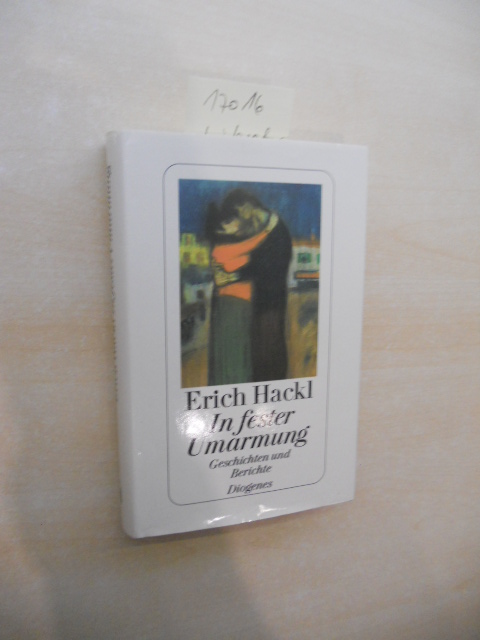 17016
Erich Hackl
In fester
Umarmung
Geschichten und
Berichte
Diogenes